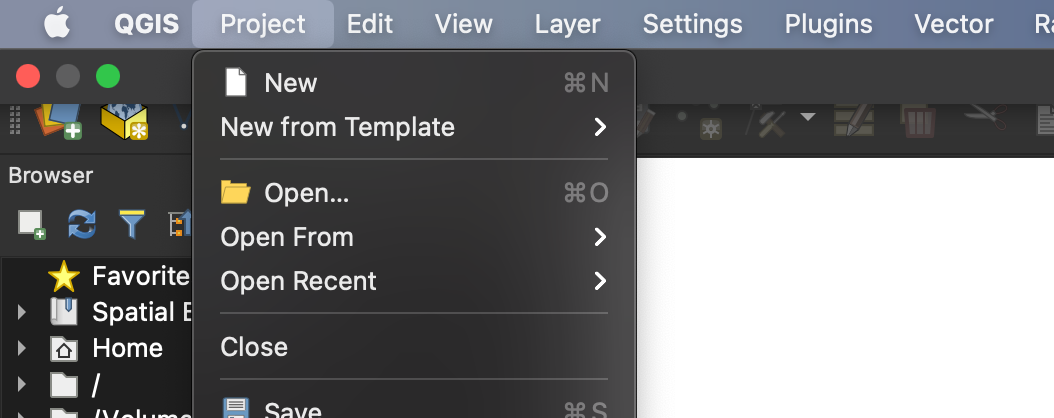 QGIS Project Edit View Layer Settings Plugins Vector
New ⌘N
New from Template
Browser
Open... ⌘O
Open From
Open Recent
Favorite
Spatial
Home
/
Close
Save ⌘S